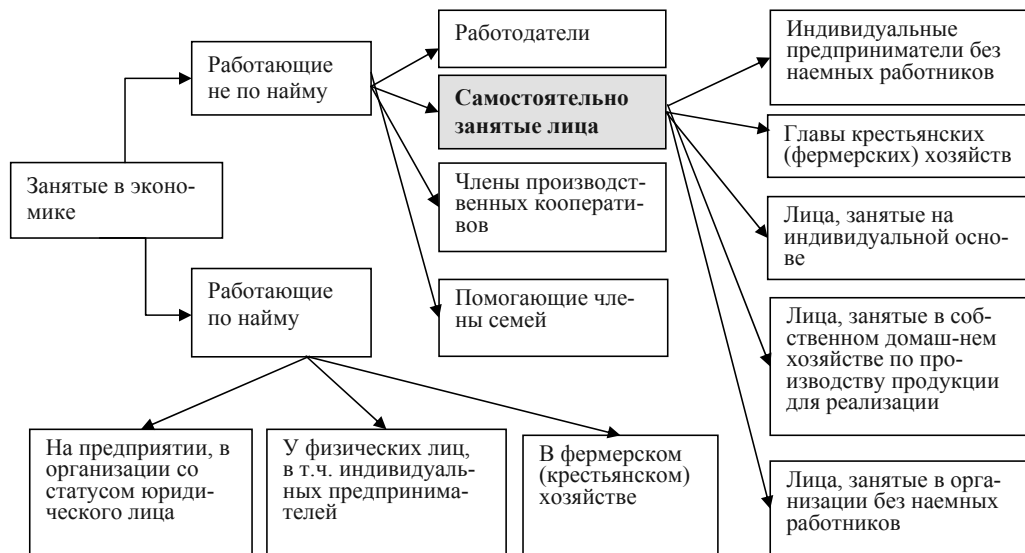 Занятые в эконо-
мике
Работающие
не по найму
Работающие
по найму
Работодатели
Самостоятельно
занятые лица
Члены производст-
венных кооперати-
вов
Помогающие чле-
ны семей
Индивидуальные
предприниматели без
наемных работников
Главы крестьянских
(фермерских) хозяйств
Лица, занятые на
индивидуальной осно-
ве
Лица, занятые в соб-
ственном домаш-нем
хозяйстве по про-
изводству продукции
для реализации
Лица, занятые в орга-
низации без наемных
работников
На предприятии, в
организации со
статусом юриди-
ческого лица
У физических лиц,
в т.ч. индивидуаль-
ных предпринима-
телей
В фермерском
(крестьянском)
хозяйстве